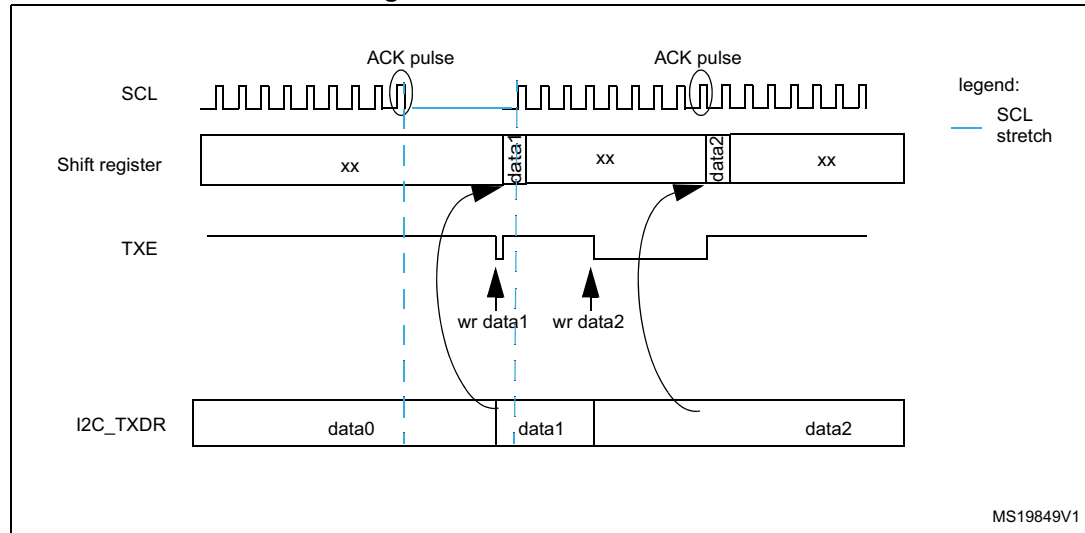 ACK pulse
ACK pulse
SCL
legend:
SCL
stretch
Shift register
xx
data1
xx
data2
xx
TXE
wr data1
wr data2
I2C_TXDR
data0
data1
data2
MS19849V1